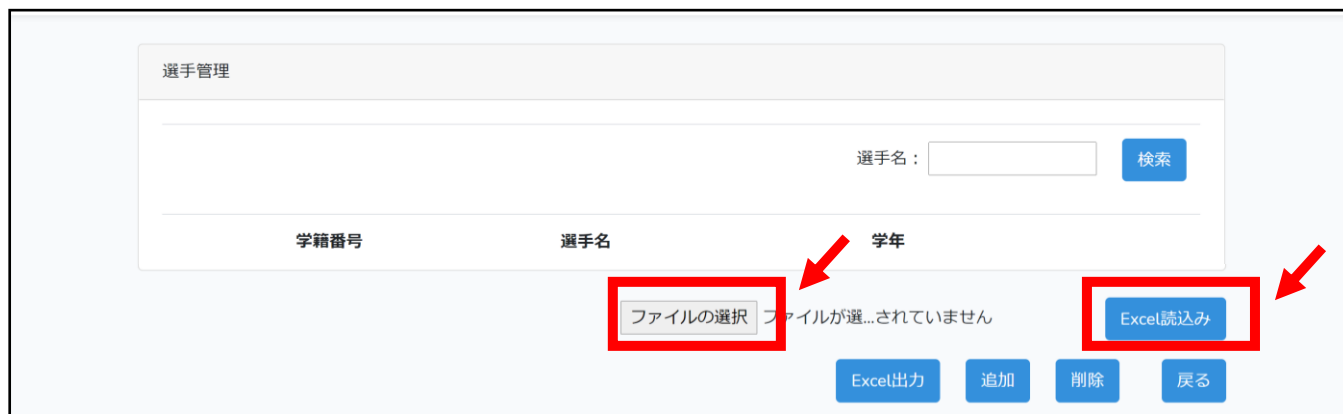 選手管理
選手名： 検索
学籍番号 選手名 学年
ファイルの選択 ファイルが選...されていません Excel読込み
Excel出力 追加 削除 戻る